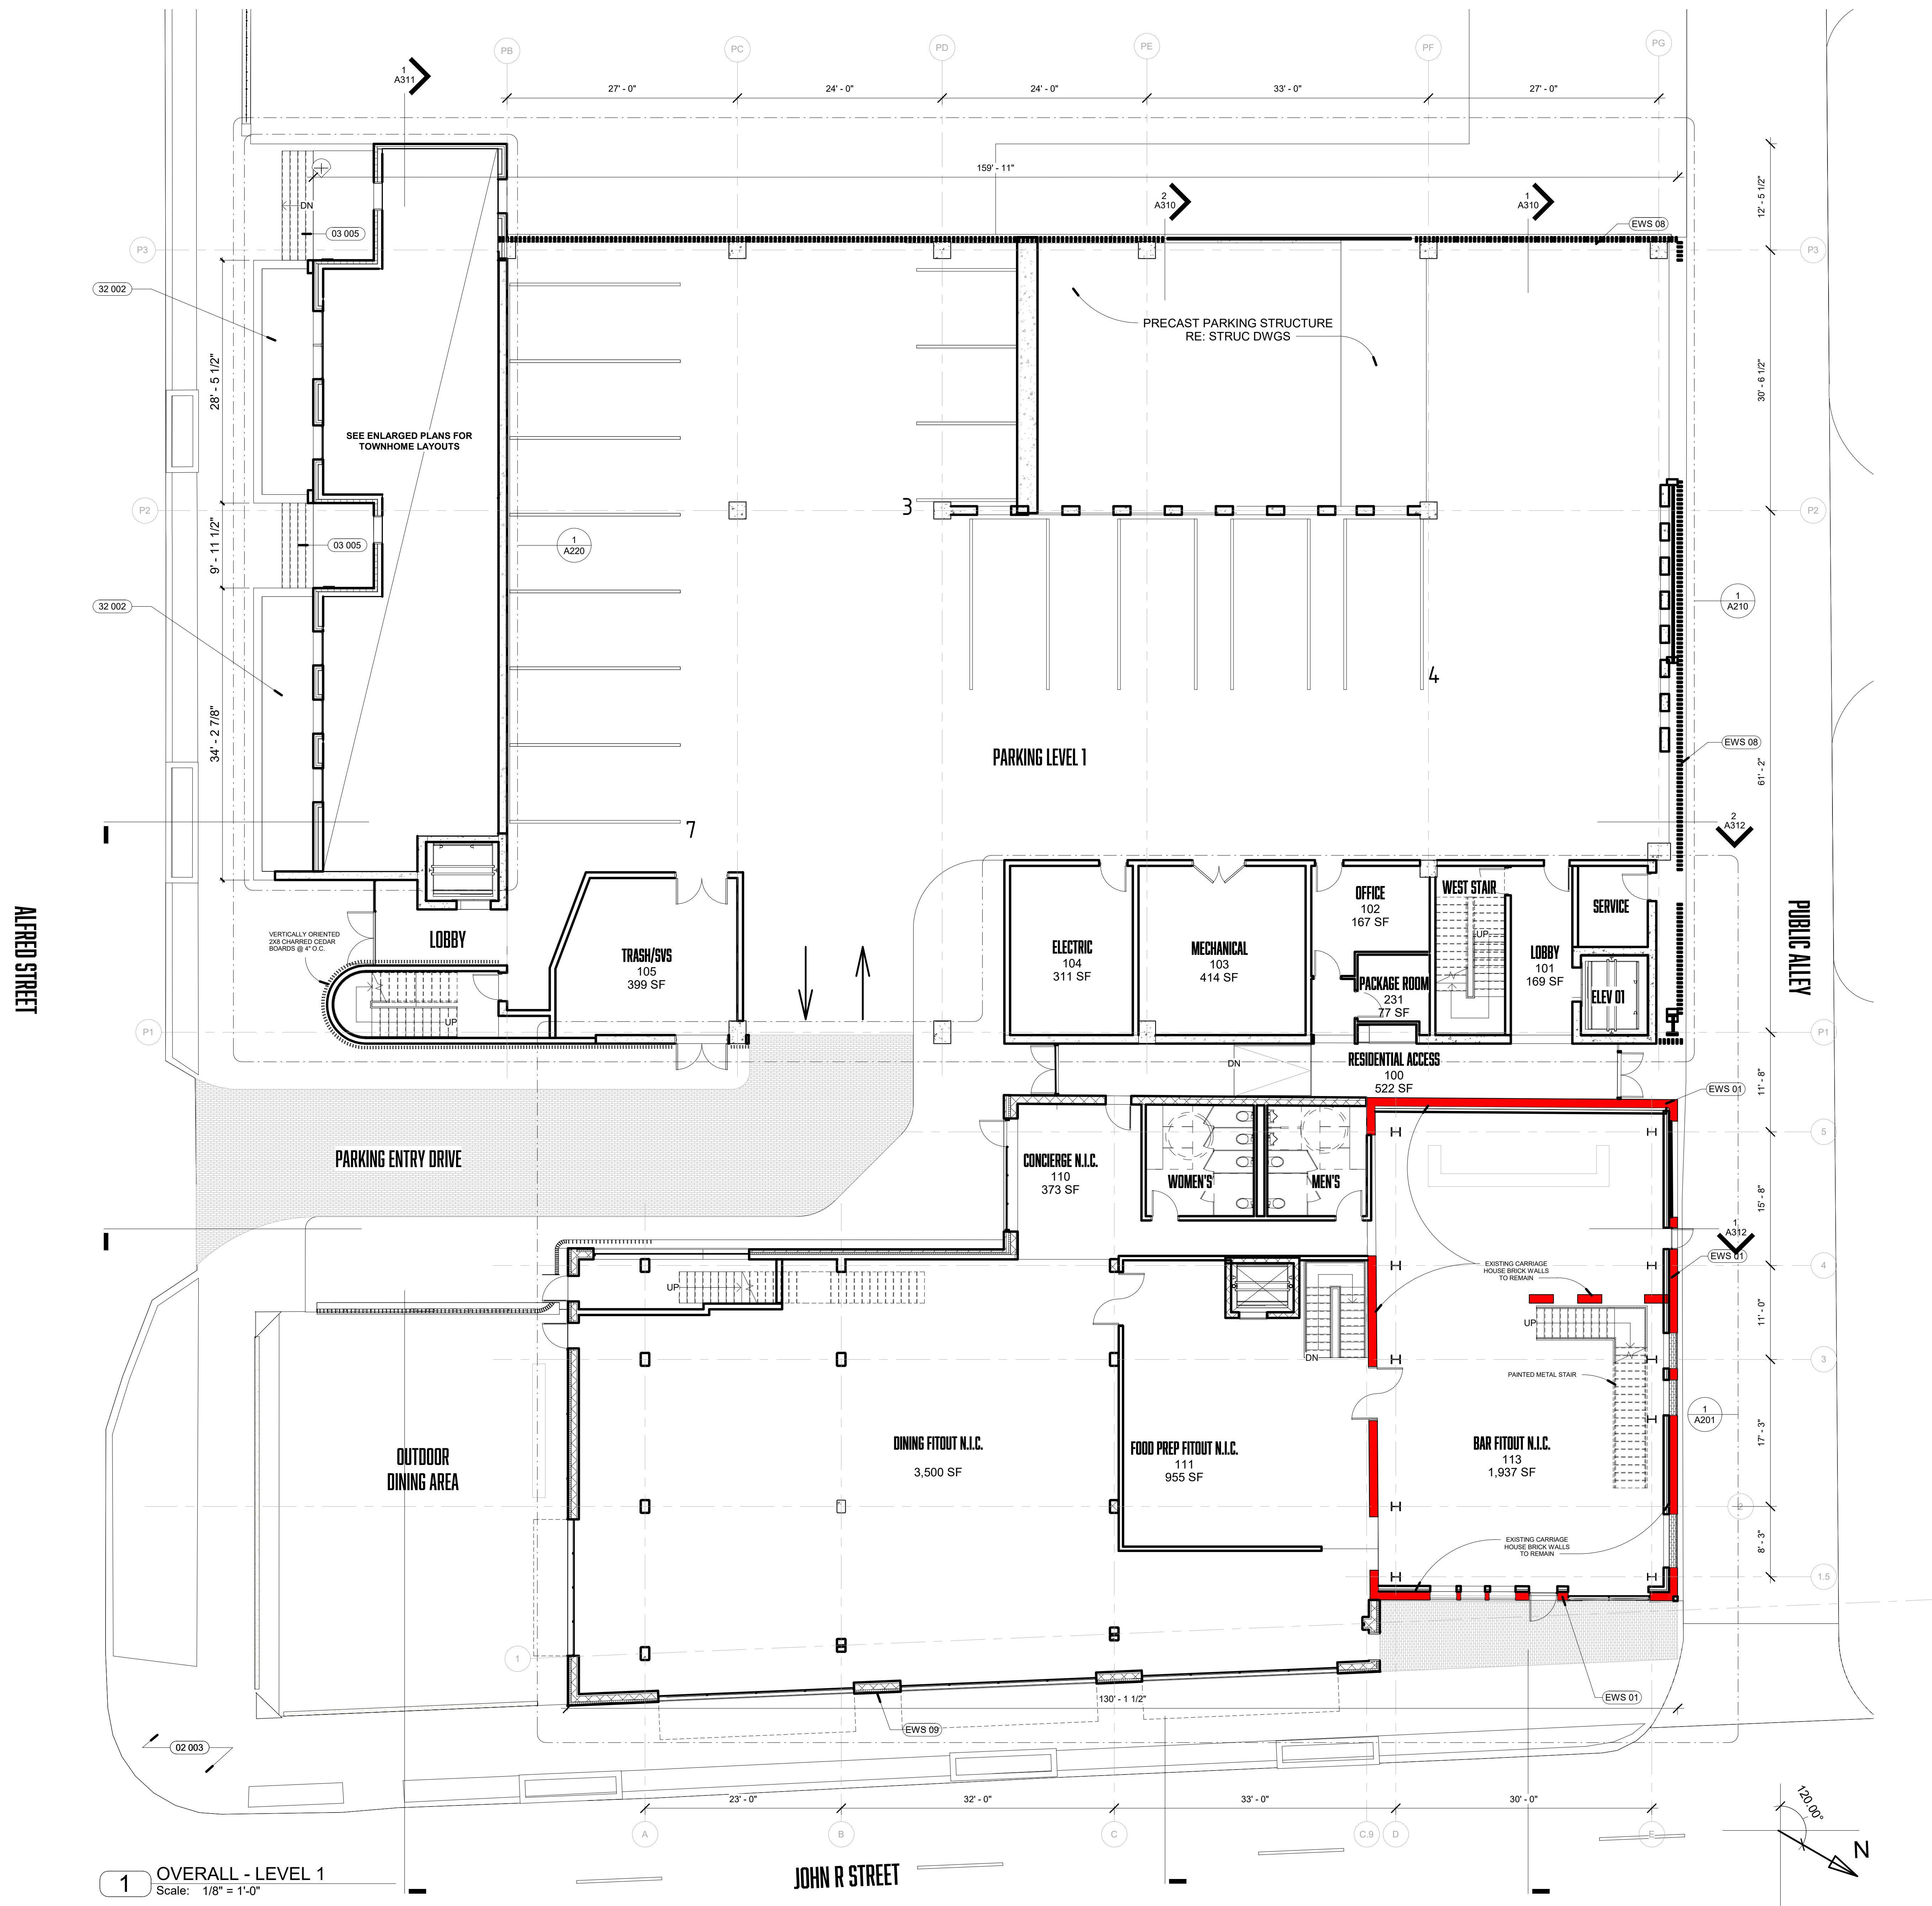 PB
PC
PD
PE
PF
PG
1
A311
27' - 0"
24' - 0"
24' - 0"
33' - 0"
27' - 0"
159' - 11"
12' - 5 1/2"
2
A310
1
A310
DN
03 005
EWS 08
P3
P3
32 002
PRECAST PARKING STRUCTURE
RE: STRUC DWGS
28' - 5 1/2"
30' - 6 1/2"
SEE ENLARGED PLANS FOR
TOWNHOME LAYOUTS
P2
3
P2
9' - 11 1/2"
03 005
1
A220
32 002
1
A210
4
34' - 2 7/8"
PARKING LEVEL 1
EWS 08
61' - 2"
7
2
A312
ALFRED STREET
PUBLIC ALLEY
VERTICALLY ORIENTED
2X8 CHARRED CEDAR
BOARDS @ 4" O.C.
LOBBY
UP
TRASH/SVS
105
399 SF
ELECTRIC
104
311 SF
MECHANICAL
103
414 SF
OFFICE
102
167 SF
WEST STAIR
UP
SERVICE
LOBBY
101
169 SF
PACKAGE ROOM
231
77 SF
ELEV 01
P1
P1
RESIDENTIAL ACCESS
100
522 SF
DN
EWS 01
11' - 8"
PARKING ENTRY DRIVE
CONCIERGE N.I.C.
110
373 SF
WOMEN'S
MEN'S
5
15' - 8"
1
A312
EWS 01
EXISTING CARRIAGE
HOUSE BRICK WALLS
TO REMAIN
4
UP
UP
11' - 0"
DN
3
PAINTED METAL STAIR
1
A201
OUTDOOR
DINING AREA
DINING FITOUT N.I.C.
3,500 SF
FOOD PREP FITOUT N.I.C.
111
955 SF
BAR FITOUT N.I.C.
113
1,937 SF
17' - 3"
2
EXISTING CARRIAGE
HOUSE BRICK WALLS
TO REMAIN
8' - 3"
1.5
1
130' - 1 1/2"
EWS 01
EWS 09
02 003
23' - 0"
32' - 0"
33' - 0"
30' - 0"
A
B
C
C.9
D
E
120.00°
N
1
OVERALL - LEVEL 1
Scale: 1/8" = 1'-0"
JOHN R STREET